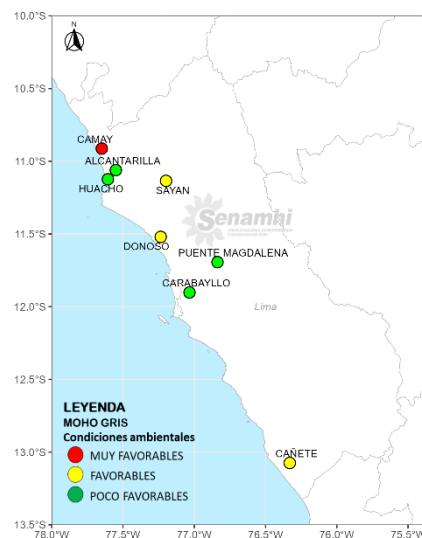 10.0°S
N
10.5°S
CAMAY
11.0°S
ALCANTARILLA
HUACHO
SAYAN
Senamhi
11.5°S
DONOSO
PUENTE MAGDALENA
CARABAYLLO
12.0°S
Lima
12.5°S
LEYENDA
MOHO GRIS
Condiciones ambientales
MUY FAVORABLES
FAVORABLES
POCO FAVORABLES
CAÑETE
13.0°S
13.5°S
78.0°W 77.5°W 77.0°W 76.5°W 76.0°W 75.5°W